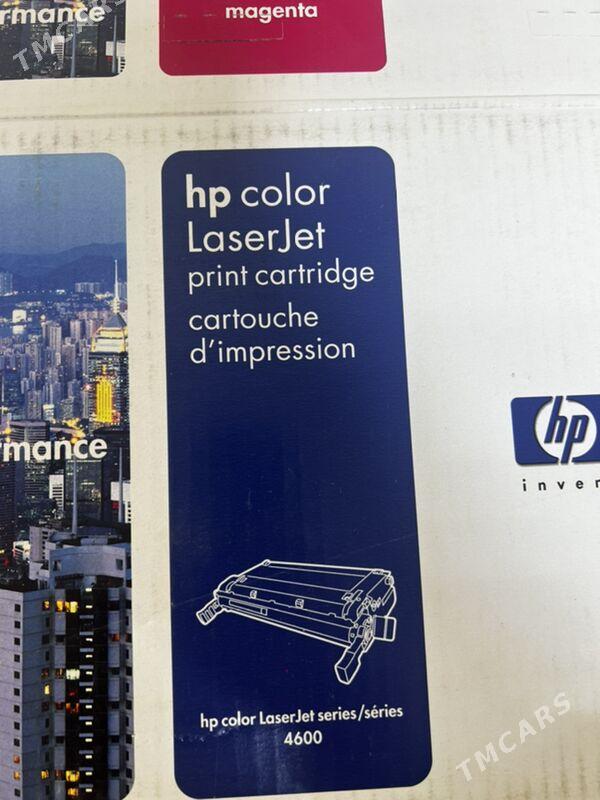 rmance
magenta
TMCARS
hp color
LaserJet
print cartridge
cartouche
d'impression
rmance
hp
inver
hp color LaserJet series/séries
4600
TMCARS